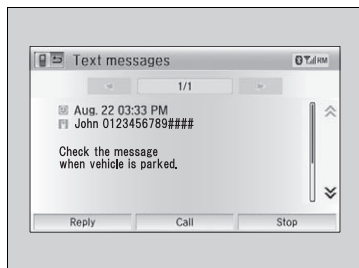 Text messages
RM
1/1
Aug. 22 03:33 PM
John 0123456789####
Check the message
when vehicle is parked.
Reply Call Stop